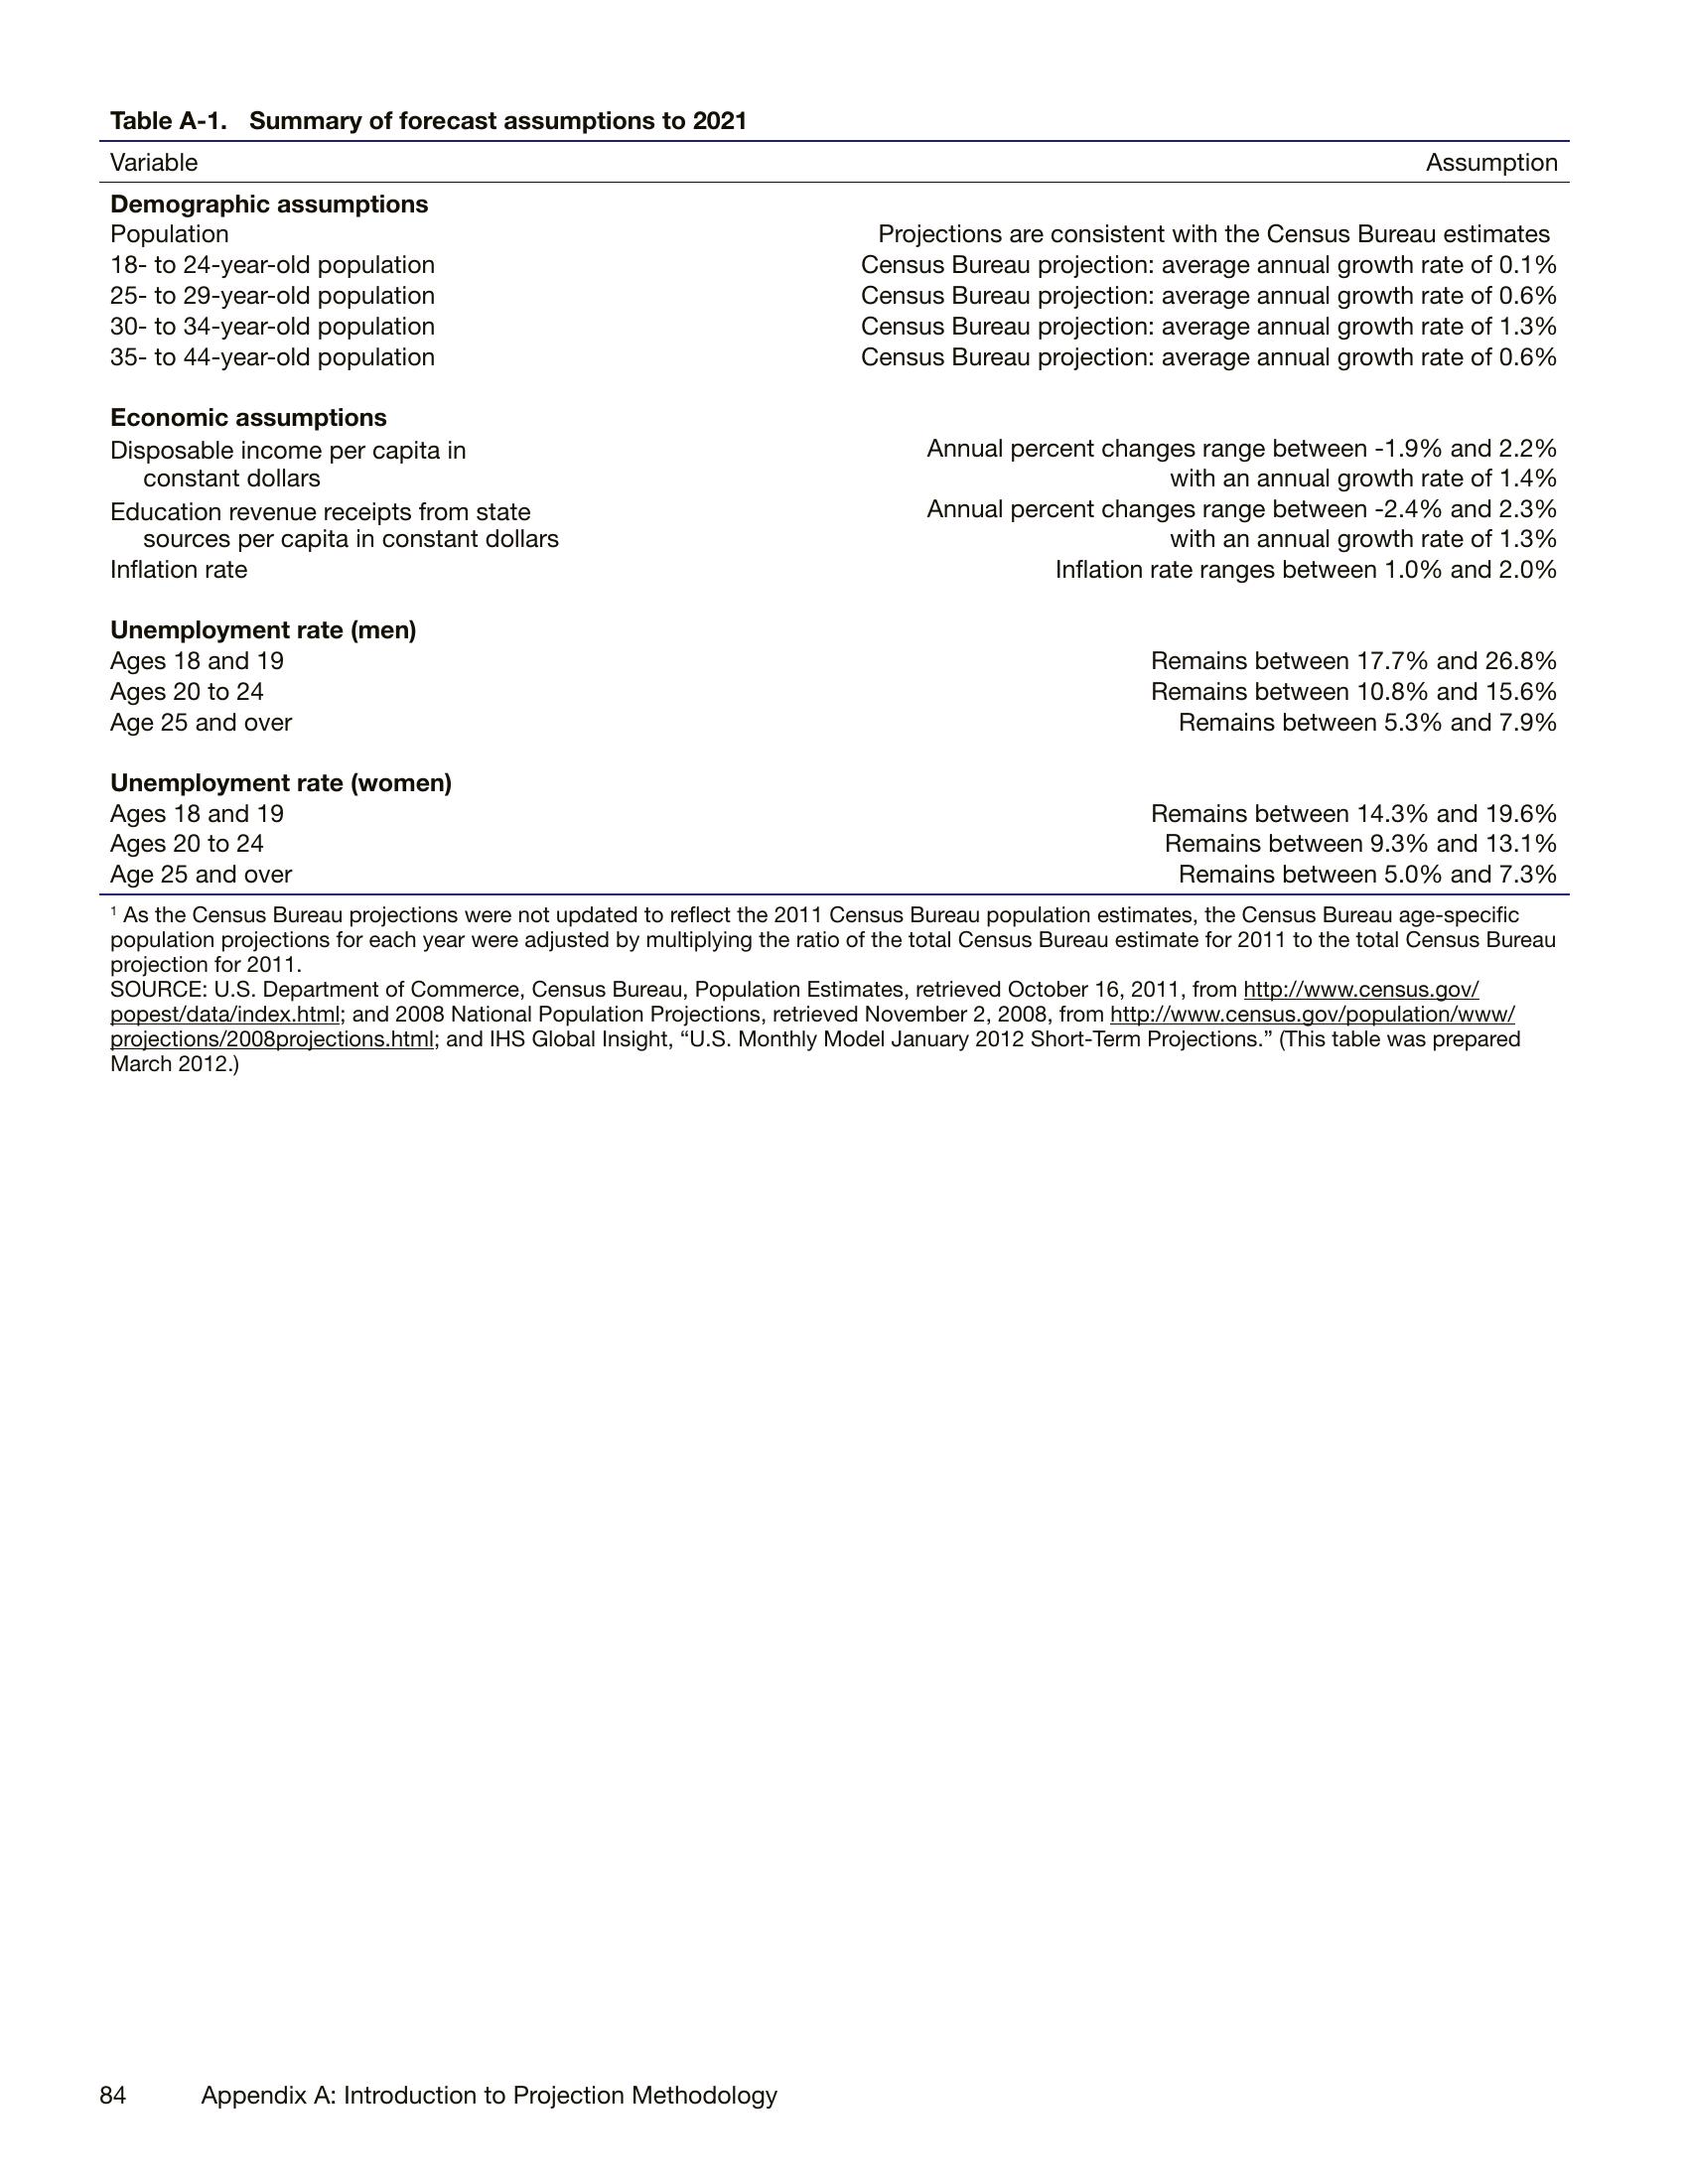 Table A-1. Summary of forecast assumptions to 2021
Variable Assumption
Demographic assumptions
Population Projections are consistent with the Census Bureau estimates
18- to 24-year-old population Census Bureau projection: average annual growth rate of 0.1%
25- to 29-year-old population Census Bureau projection: average annual growth rate of 0.6%
30- to 34-year-old population Census Bureau projection: average annual growth rate of 1.3%
35- to 44-year-old population Census Bureau projection: average annual growth rate of 0.6%
Economic assumptions
Disposable income per capita in Annual percent changes range between -1.9% and 2.2%
constant dollars with an annual growth rate of 1.4%
Education revenue receipts from state Annual percent changes range between -2.4% and 2.3%
sources per capita in constant dollars with an annual growth rate of 1.3%
Inflation rate Inflation rate ranges between 1.0% and 2.0%
Unemployment rate (men)
Ages 18 and 19 Remains between 17.7% and 26.8%
Ages 20 to 24 Remains between 10.8% and 15.6%
Age 25 and over Remains between 5.3% and 7.9%
Unemployment rate (women)
Ages 18 and 19 Remains between 14.3% and 19.6%
Ages 20 to 24 Remains between 9.3% and 13.1%
Age 25 and over Remains between 5.0% and 7.3%
¹ As the Census Bureau projections were not updated to reflect the 2011 Census Bureau population estimates, the Census Bureau age-specific
population projections for each year were adjusted by multiplying the ratio of the total Census Bureau estimate for 2011 to the total Census Bureau
projection for 2011.
SOURCE: U.S. Department of Commerce, Census Bureau, Population Estimates, retrieved October 16, 2011, from http://www.census.gov/
popest/data/index.html; and 2008 National Population Projections, retrieved November 2, 2008, from http://www.census.gov/population/www/
projections/2008projections.html; and IHS Global Insight, “U.S. Monthly Model January 2012 Short-Term Projections.” (This table was prepared
March 2012.)
84 Appendix A: Introduction to Projection Methodology